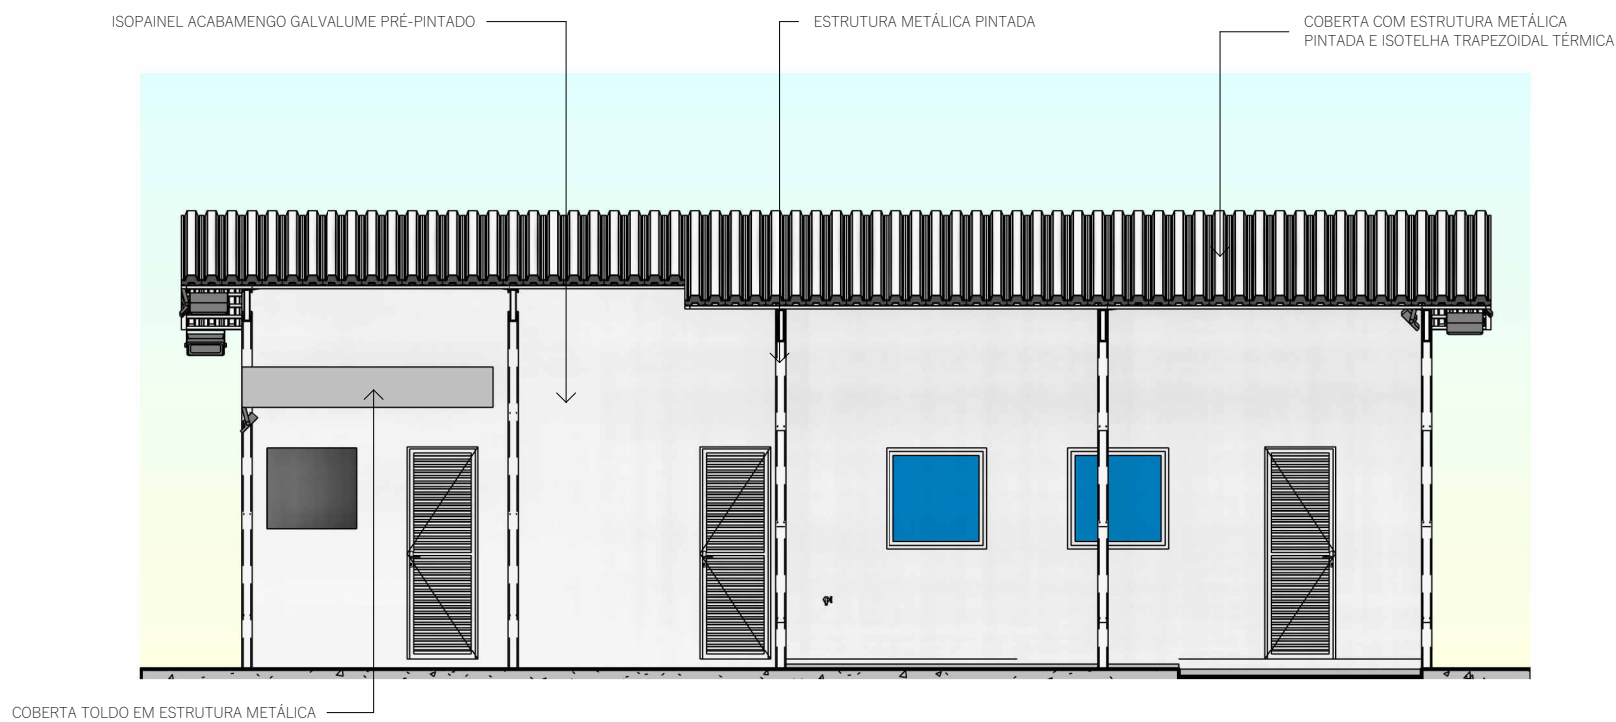 ISOPAINEL ACABAMENGO GALVALUME PRÉ-PINTADO
ESTRUTURA METÁLICA PINTADA
COBERTA COM ESTRUTURA METÁLICA
PINTADA E ISOTELHA TRAPEZOIDAL TÉRMICA
COBERTA TOLDO EM ESTRUTURA METÁLICA